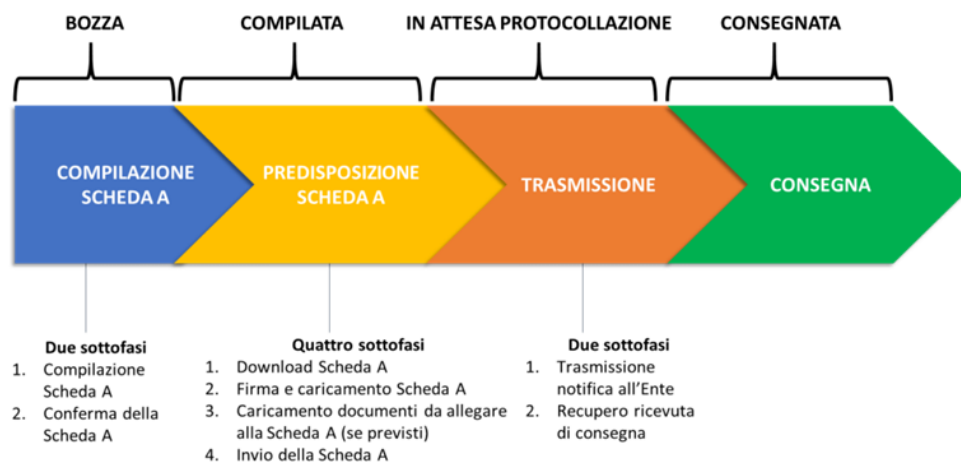 BOZZA
COMPILATA
IN ATTESA PROTOCOLLAZIONE
CONSEGNATA
COMPILAZIONE
SCHEDA A
PREDISPOSIZIONE
SCHEDA A
TRASMISSIONE
CONSEGNA
Due sottofasi
1. Compilazione
Scheda A
2. Conferma della
Scheda A
Quattro sottofasi
1. Download Scheda A
2. Firma e caricamento Scheda A
3. Caricamento documenti da allegare
alla Scheda A (se previsti)
4. Invio della Scheda A
Due sottofasi
1. Trasmissione
notifica all'Ente
2. Recupero ricevuta
di consegna